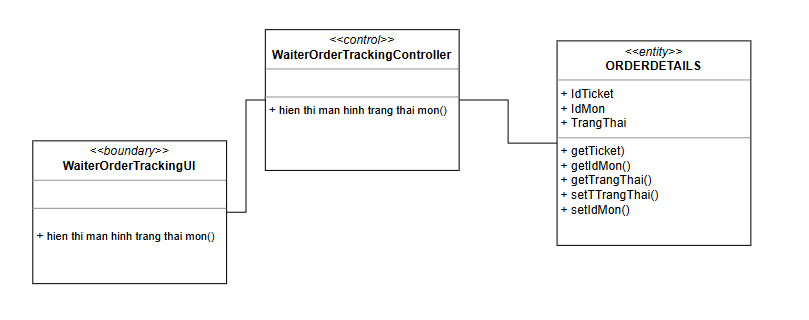 <<control>>
WaiterOrderTrackingController
+ hien thi man hinh trang thai mon()
<<entity>>
ORDERDETAILS
+ IdTicket
+ IdMon
+ TrangThai
+ getTicket)
+ getIdMon()
+ getTrangThai()
+ setTTrangThai()
+ setIdMon()
<<boundary>>
WaiterOrderTrackingUI
+ hien thi man hinh trang thai mon()